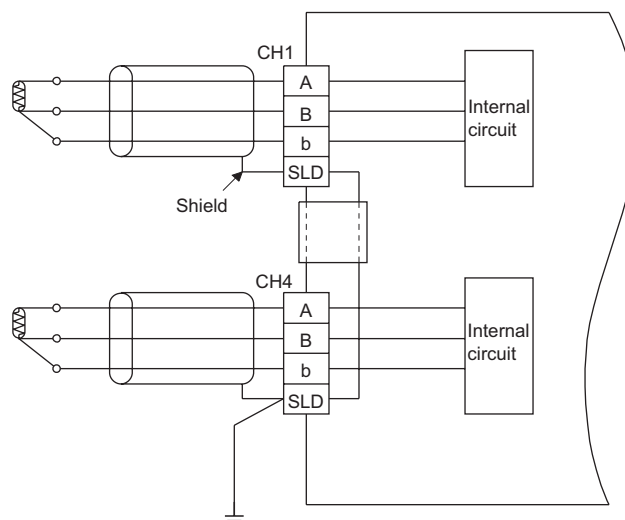 CH1
A
B
b
SLD
Internal
circuit
Shield
CH4
A
B
b
SLD
Internal
circuit